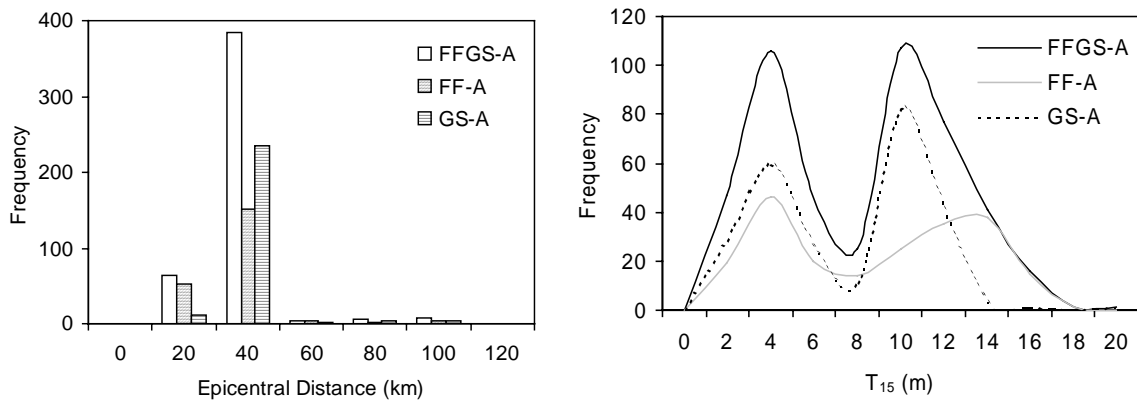 400
300
200
100
0
Frequency
FFGS-A
FF-A
GS-A
0 20 40 60 80 100 120
Epicentral Distance (km)
120
100
80
60
40
20
0
Frequency
FFGS-A
FF-A
GS-A
0 2 4 6 8 10 12 14 16 18 20
T15 (m)